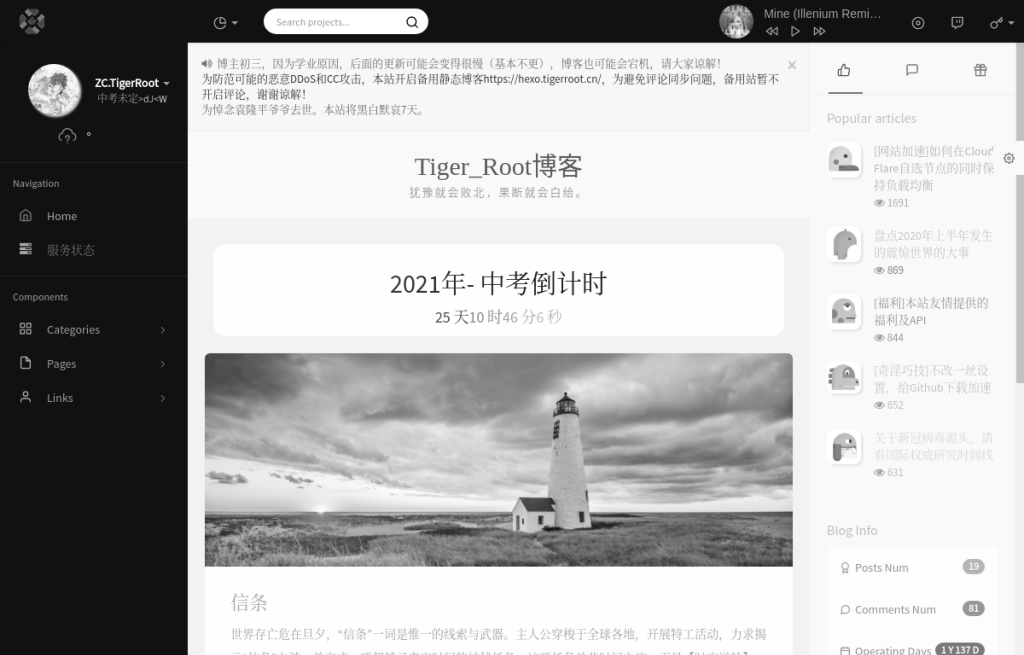 Search projects...
Mine (Illenium Remi…
ZC.TigerRoot
中考未定>dJ<W
Navigation
Home
服务状态
Components
Categories
Pages
Links
博主初三，因为学业原因，后面的更新可能会变得很慢（基本不更），博客也可能会宕机，请大家谅解！
为防范可能的恶意DDoS和CC攻击，本站开启备用静态博客https://hexo.tigerroot.cn/，为避免评论同步问题，备用站暂不
开启评论，谢谢谅解！
为悼念袁隆平爷爷去世。本站将黑白默哀7天。
Tiger_Root博客
犹豫就会败北，果断就会白给。
2021年- 中考倒计时
25 天10 时46 分6 秒
信条
世界存亡危在旦夕，“信条”一词是惟一的线索与武器。主人公穿梭于全球各地，开展特工活动，力求揭
Popular articles
[网站加速]如何在Cloud
Flare自选节点的同时保
持负载均衡
1691
盘点2020年上半年发生
的震惊世界的大事
869
[福利]本站友情提供的
福利及API
844
[奇淫巧技]不改一丝设
置，给Github下载加速
652
关于新冠病毒源头，请
看国际权威研究时间线
631
Blog Info
Posts Num
19
Comments Num
81
Operating Days
1 Y 137 D